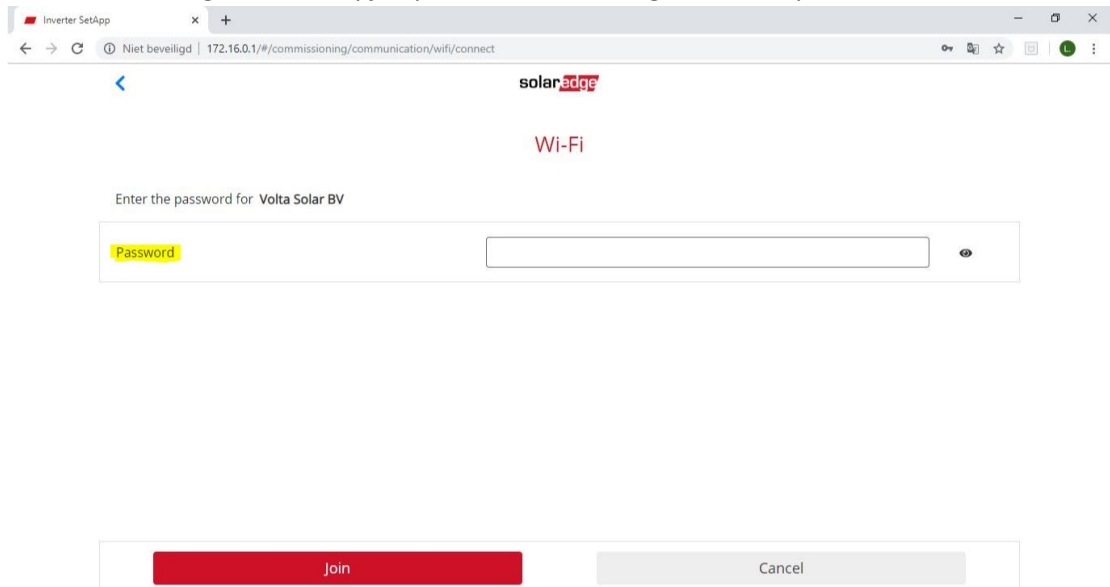 Inverter SetApp
Niet beveiligd | 172.16.0.1/#/commissioning/communication/wifi/connect
L
solaredge
Wi-Fi
Enter the password for Volta Solar BV
Password
Join Cancel